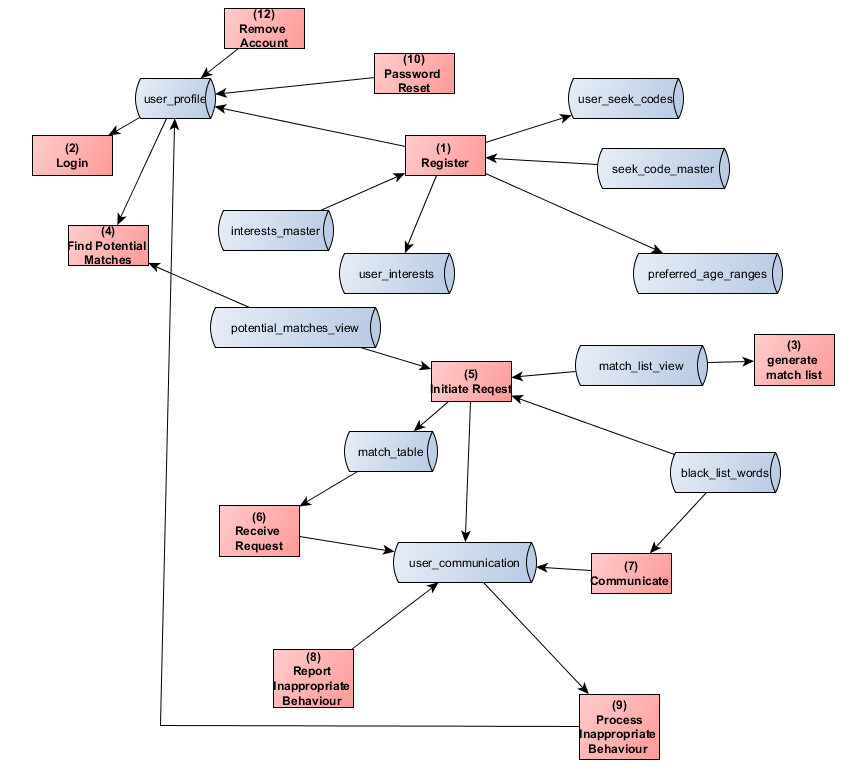 (12)
Remove
Account
(10)
Password
Reset
user_profile
user_seek_codes
(2)
Login
(1)
Register
seek_code_master
(4)
Find Potential
Matches
interests_master
user_interests
preferred_age_ranges
potential_matches_view
(5)
Initiate Reqest
match_list_view
(3)
generate
match list
match_table
black_list_words
(6)
Receive
Request
user_communication
(7)
Communicate
(8)
Report
Inappropriate
Behaviour
(9)
Process
Inappropriate
Behaviour